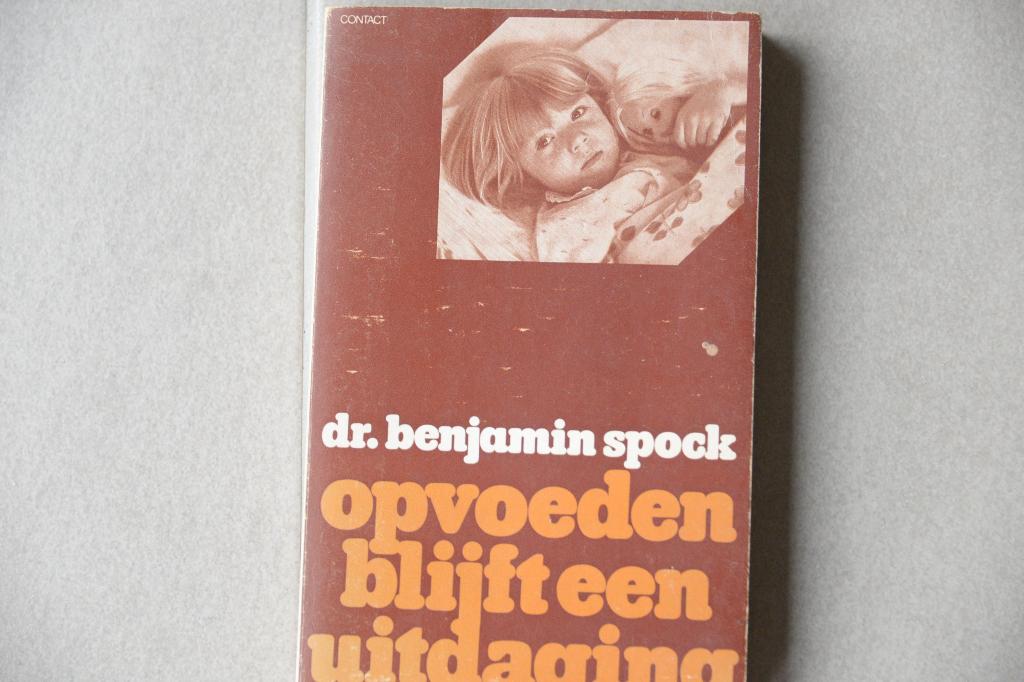 CONTACT
dr. benjamin spock
opvoeden
blijft een
uitdaging